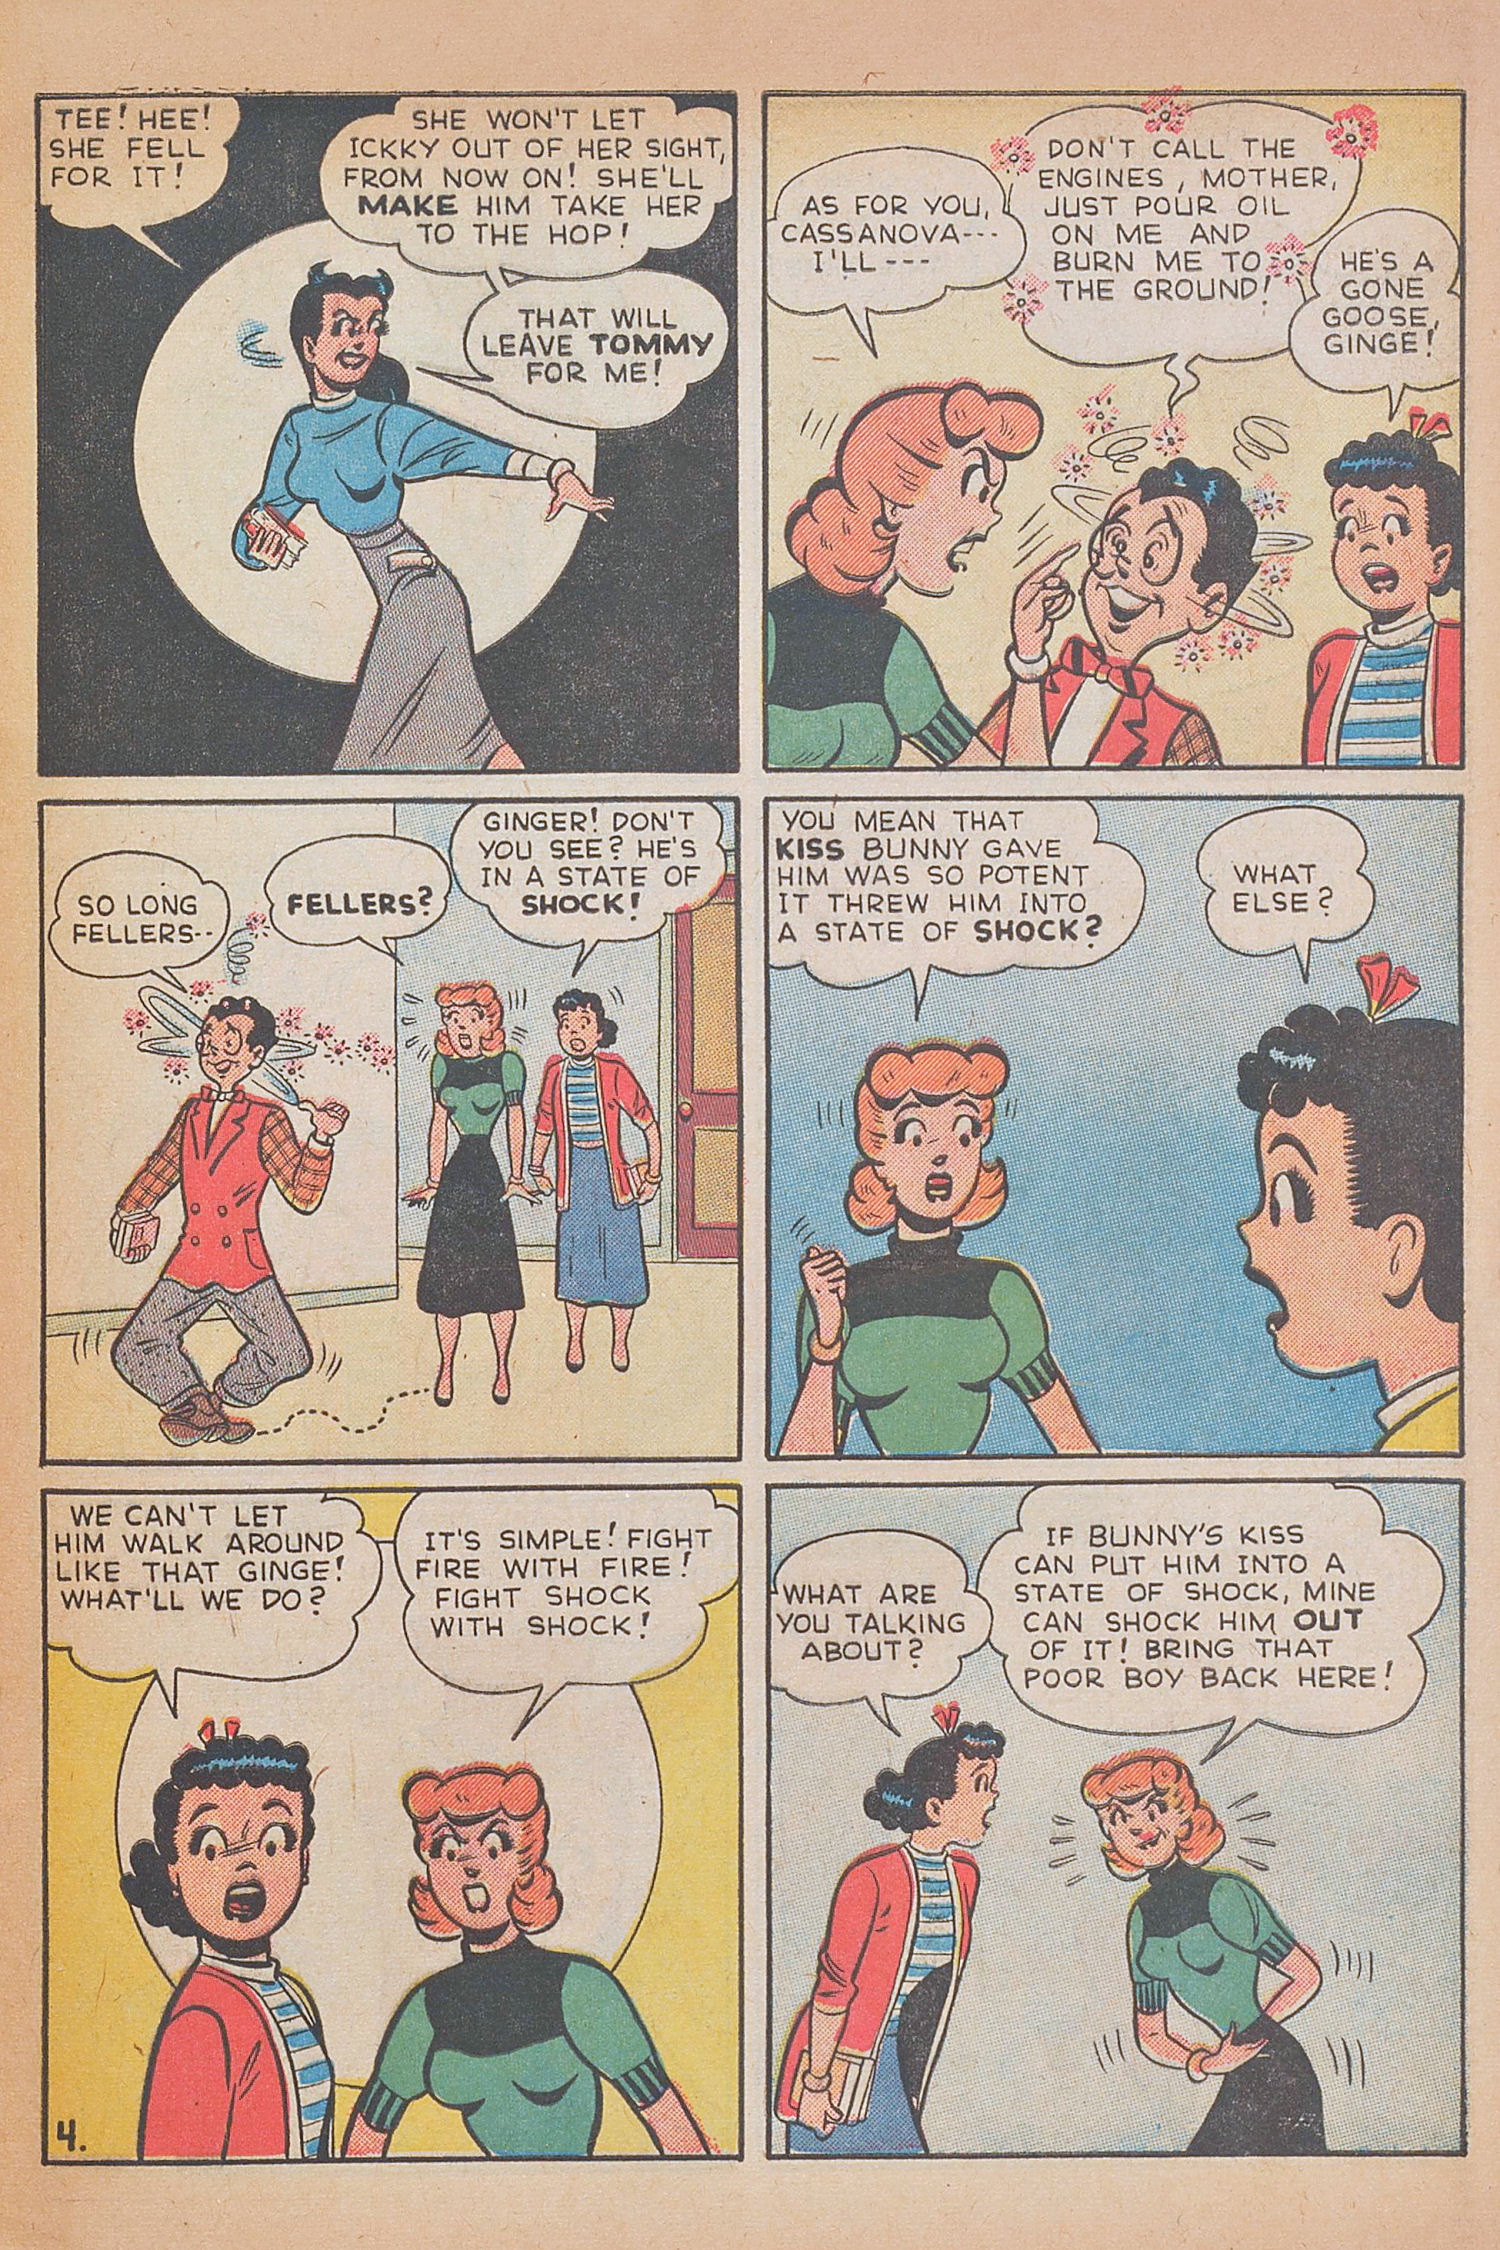 TEE! HEE!
SHE FELL
FOR IT!
SHE WON'T LET
ICKKY OUT OF HER SIGHT,
FROM NOW ON! SHE'LL
MAKE HIM TAKE HER
TO THE HOP!
THAT WILL
LEAVE TOMMY
FOR ME!
AS FOR YOU,
CASSANOVA---
I'LL---
DON'T CALL THE
ENGINES, MOTHER,
JUST POUR OIL
ON ME AND
BURN ME TO
THE GROUND!
HE'S A
GONE
GOOSE,
GINGE!
SO LONG
FELLERS--
FELLERS?
GINGER! DON'T
YOU SEE? HE'S
IN A STATE OF
SHOCK!
YOU MEAN THAT
KISS BUNNY GAVE
HIM WAS SO POTENT
IT THREW HIM INTO
A STATE OF SHOCK?
WHAT
ELSE?
WE CAN'T LET
HIM WALK AROUND
LIKE THAT GINGE!
WHAT'LL WE DO?
IT'S SIMPLE! FIGHT
FIRE WITH FIRE!
FIGHT SHOCK
WITH SHOCK!
4.
WHAT ARE
YOU TALKING
ABOUT?
IF BUNNY'S KISS
CAN PUT HIM INTO A
STATE OF SHOCK, MINE
CAN SHOCK HIM OUT
OF IT! BRING THAT
POOR BOY BACK HERE!